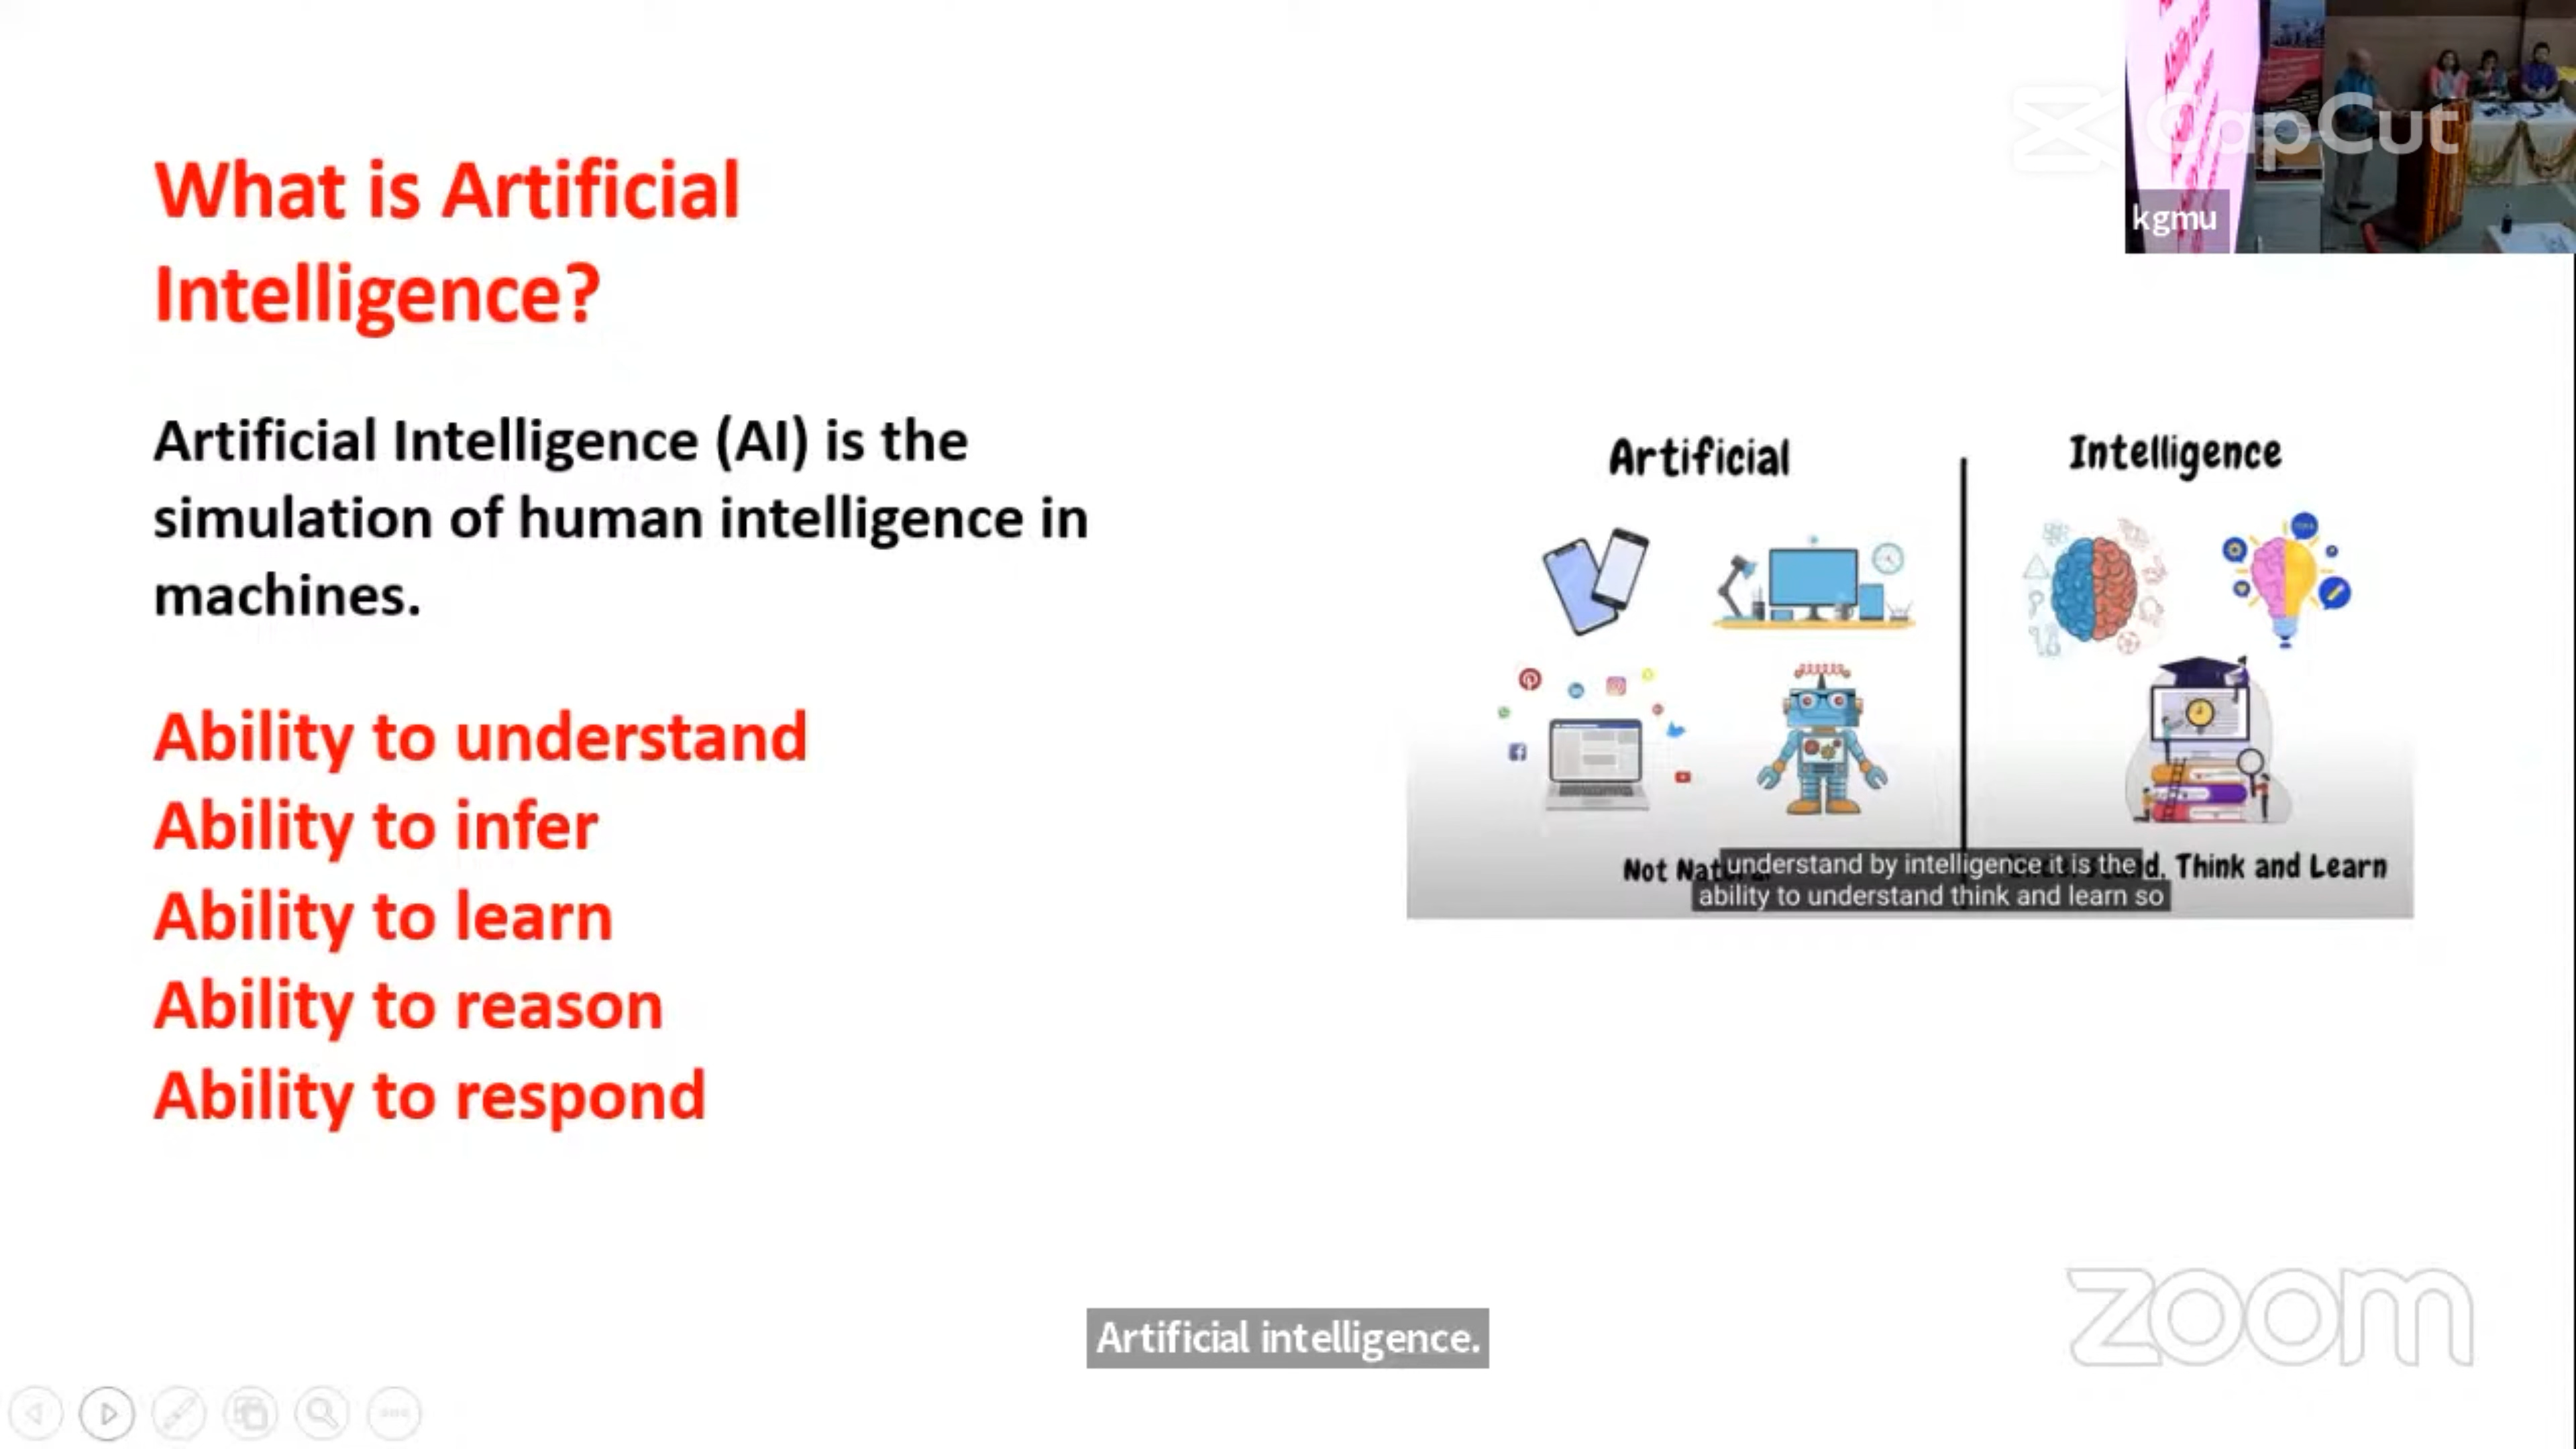 What is Artificial
Intelligence?
Artificial Intelligence (AI) is the
simulation of human intelligence in
machines.
Ability to understand
Ability to infer
Ability to learn
Ability to reason
Ability to respond
CapCut
kgmu
Artificial
Intelligence
Not
Think and Learn
understand by intelligence it is the
ability to understand think and learn so
Artificial intelligence.
zoom